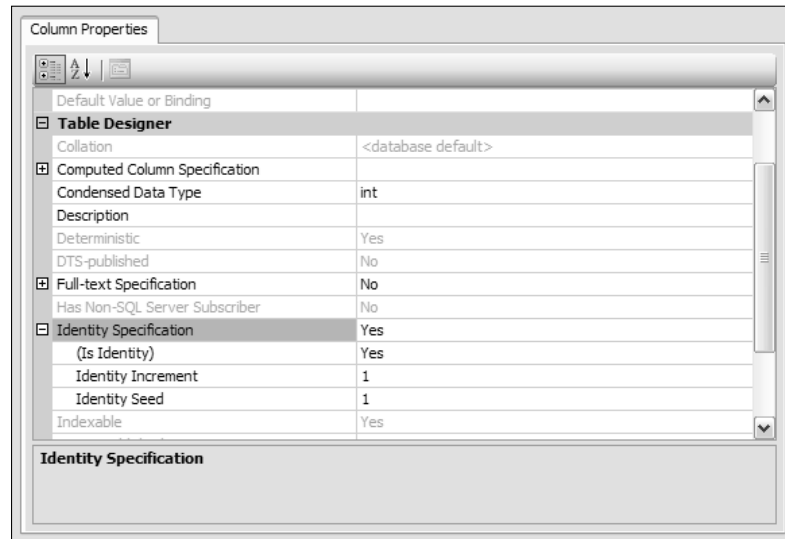 Column Properties
A
Z
Default Value or Binding
Table Designer
Collation <database default>
Computed Column Specification
Condensed Data Type int
Description
Deterministic Yes
DTS-published No
Full-text Specification No
Has Non-SQL Server Subscriber No
Identity Specification Yes
(Is Identity) Yes
Identity Increment 1
Identity Seed 1
Indexable Yes
Identity Specification